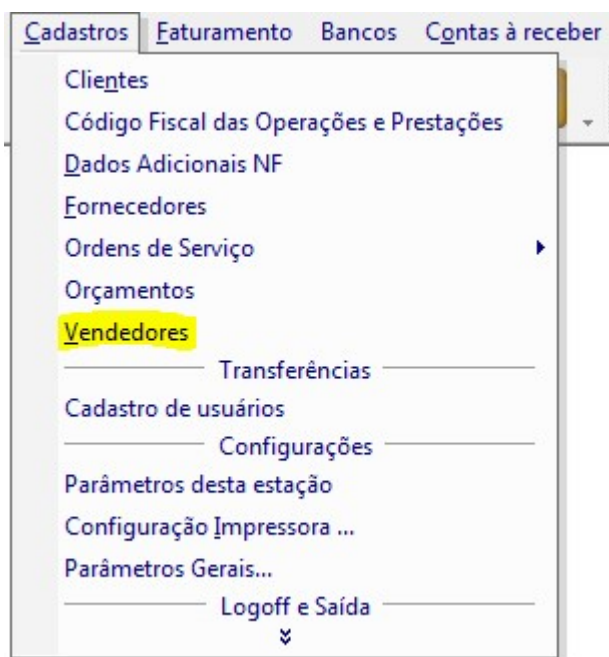 Cadastros Faturamento Bancos Contas à receber
Clientes
Código Fiscal das Operações e Prestações
Dados Adicionais NF
Fornecedores
Ordens de Serviço
Orçamentos
Vendedores
Transferências
Cadastro de usuários
Configurações
Parâmetros desta estação
Configuração Impressora ...
Parâmetros Gerais...
Logoff e Saída